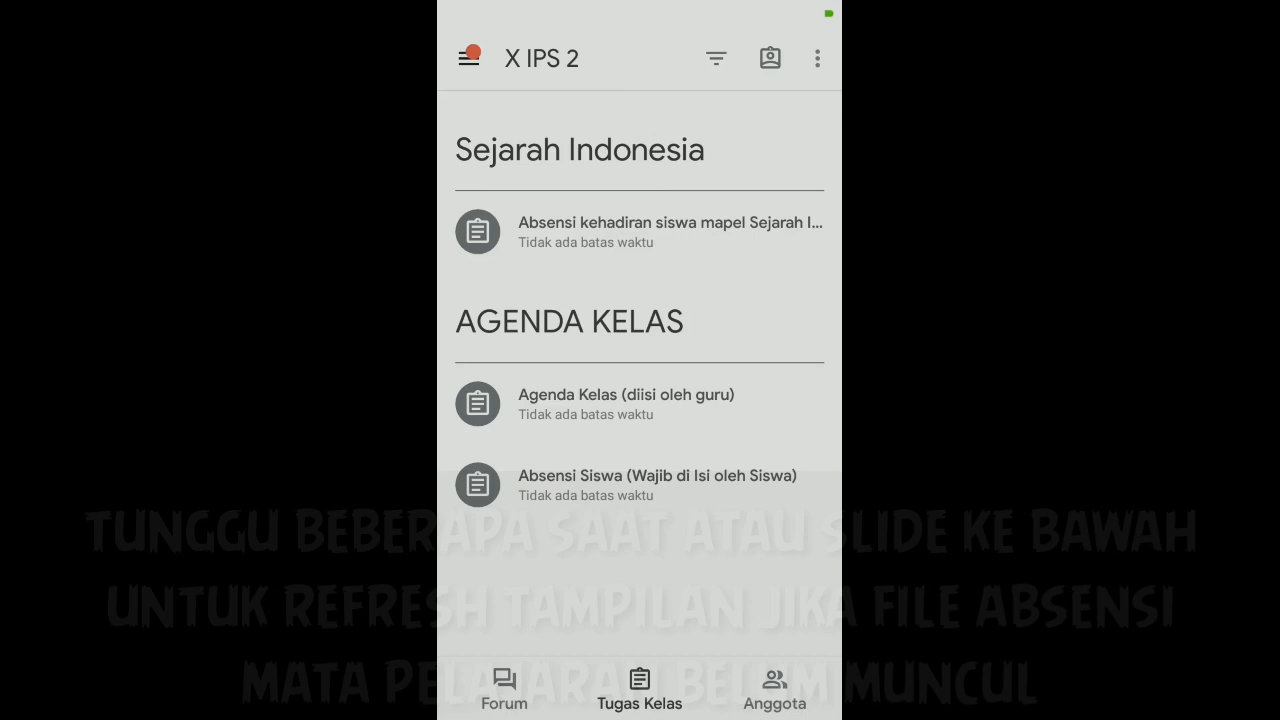 X IPS 2
Sejarah Indonesia
Absensi kehadiran siswa mapel Sejarah I...
Tidak ada batas waktu
AGENDA KELAS
Agenda Kelas (diisi oleh guru)
Tidak ada batas waktu
Absensi Siswa (Wajib di Isi oleh Siswa)
Tidak ada batas waktu
TUNGGU BEBERAPA SAAT ATAU SLIDE KE BAWAH
UNTUK REFRESH TAMPILAN JIKA FILE ABSENSI
MATA PELAJARAN BELUM MUNCUL
Forum
Tugas Kelas
Anggota